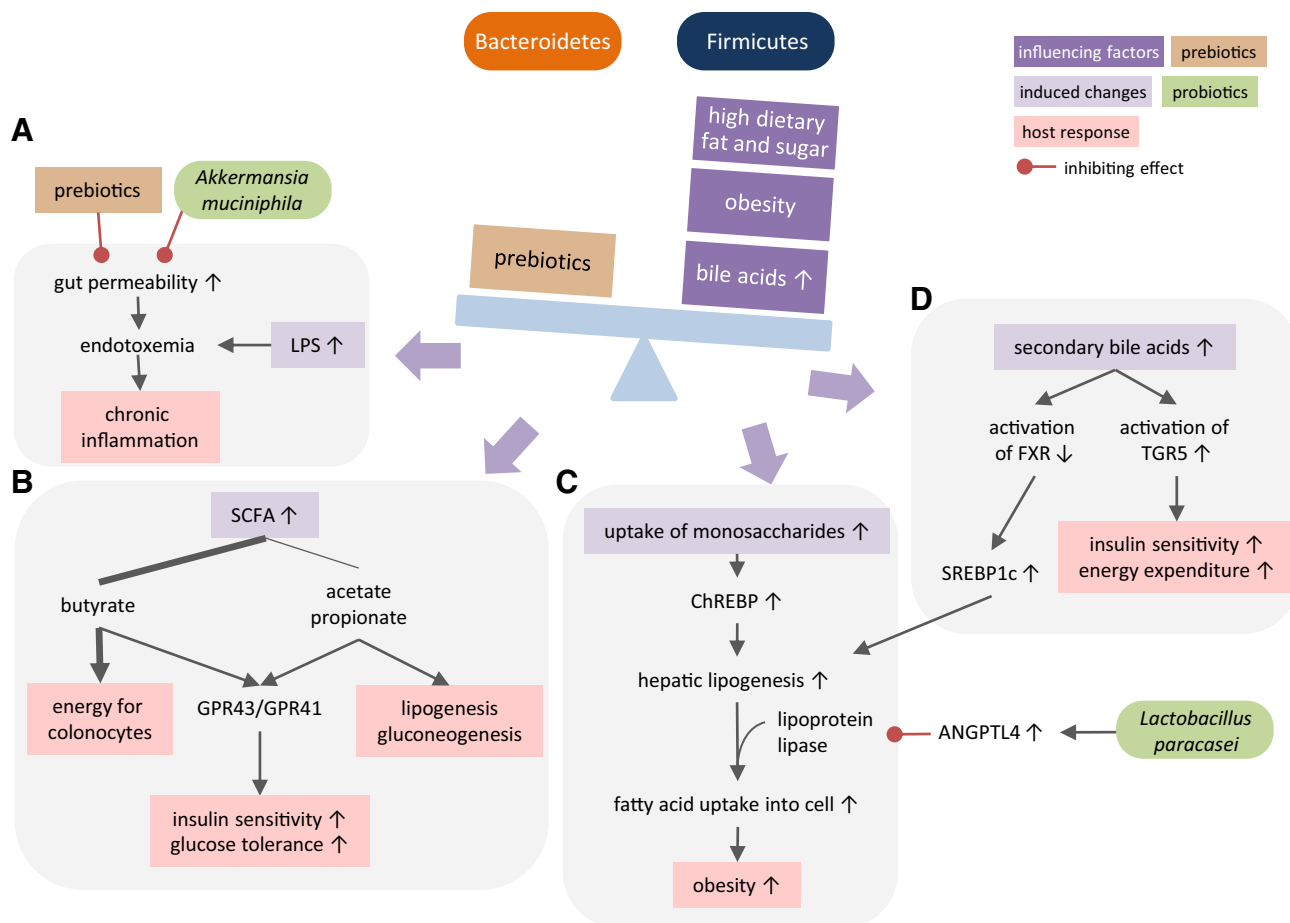 Bacteroidetes
Firmicutes
influencing factors
prebiotics
induced changes
probiotics
host response
inhibiting effect
high dietary
fat and sugar
obesity
bile acids ↑
prebiotics
A
prebiotics
Akkermansia
muciniphila
gut permeability ↑
endotoxemia
LPS ↑
chronic
inflammation
B
SCFA ↑
butyrate
acetate
propionate
energy for
colonocytes
GPR43/GPR41
lipogenesis
gluconeogenesis
insulin sensitivity ↑
glucose tolerance ↑
C
uptake of monosaccharides ↑
ChREBP ↑
hepatic lipogenesis ↑
lipoprotein
lipase
fatty acid uptake into cell ↑
obesity ↑
D
secondary bile acids ↑
activation
of FXR ↓
activation of
TGR5 ↑
SREBP1c ↑
insulin sensitivity ↑
energy expenditure ↑
ANGPTL4 ↑
Lactobacillus
paracasei